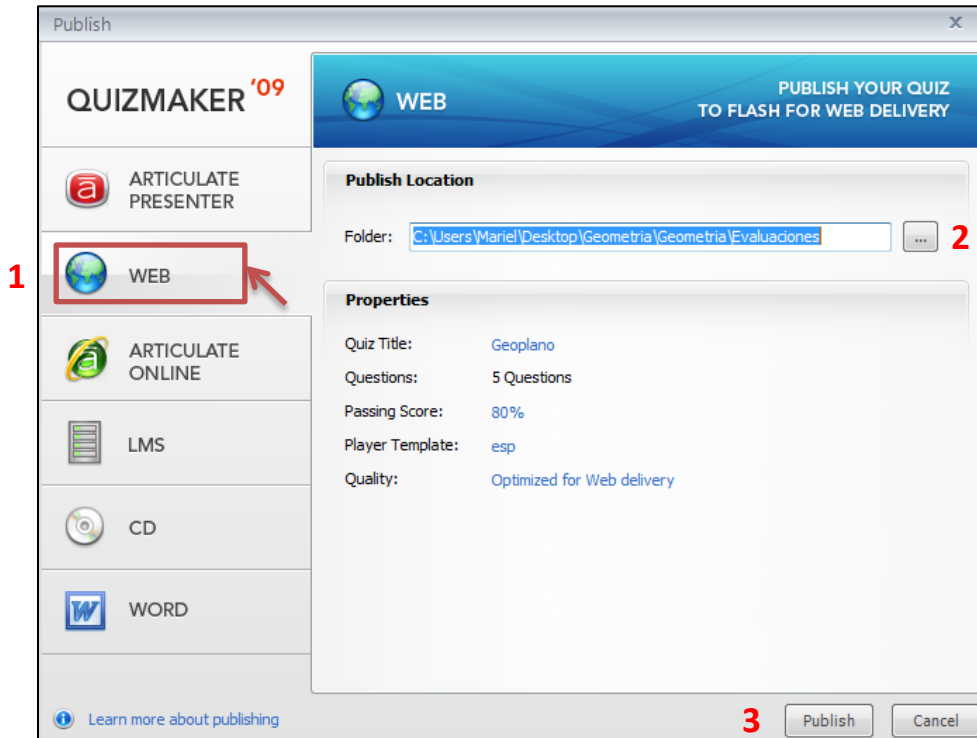 Publish
x
QUIZMAKER '09
WEB
PUBLISH YOUR QUIZ
TO FLASH FOR WEB DELIVERY
ARTICULATE
PRESENTER
1
WEB
ARTICULATE
ONLINE
LMS
CD
WORD
Publish Location
Folder: C:\Users\Mariel\Desktop\Geometria\Geometria\Evaluaciones ... 2
Properties
Quiz Title: Geoplano
Questions: 5 Questions
Passing Score: 80%
Player Template: esp
Quality: Optimized for Web delivery
Learn more about publishing
3 Publish Cancel